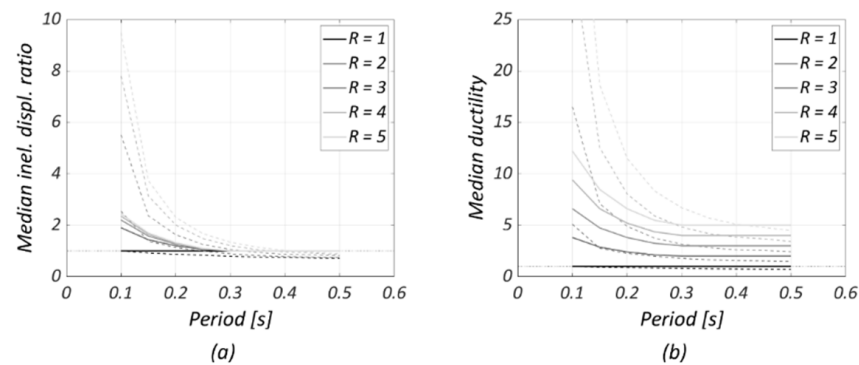 Median inel. displ. ratio
10
8
6
4
2
0
0 0.1 0.2 0.3 0.4 0.5 0.6
Period [s]
R = 1
R = 2
R = 3
R = 4
R = 5
(a)
Median ductility
25
20
15
10
5
0
0 0.1 0.2 0.3 0.4 0.5 0.6
Period [s]
R = 1
R = 2
R = 3
R = 4
R = 5
(b)